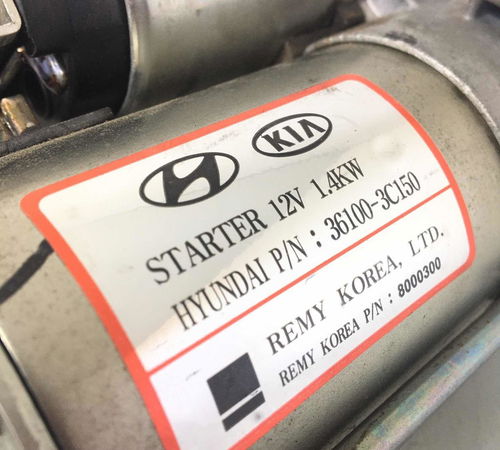 KIA
STARTER 12V 1.4KW
HYUNDAI P/N : 36100-3C150
REMY KOREA, LTD.
REMY KOREA P/N : 8000300